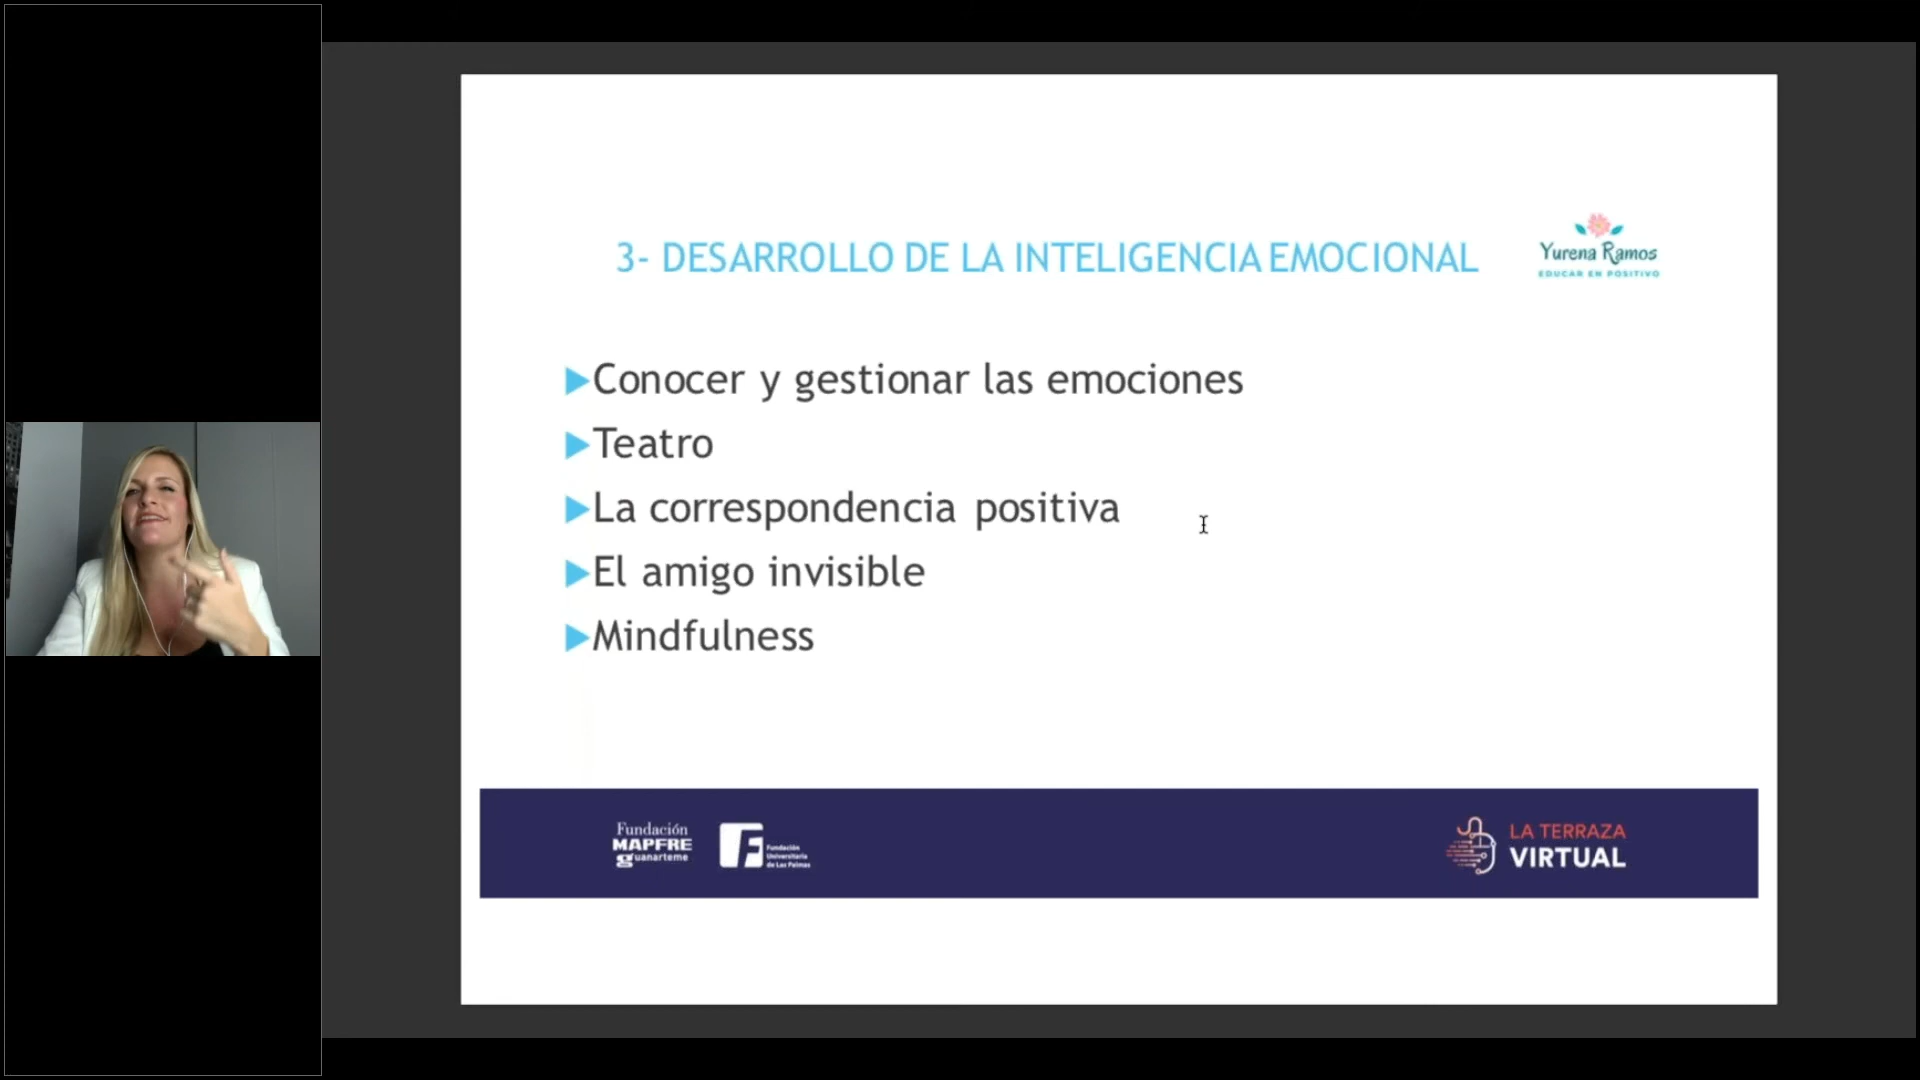 3- DESARROLLO DE LA INTELIGENCIA EMOCIONAL
Yurena Ramos
EDUCAR EN POSITIVO
Conocer y gestionar las emociones
Teatro
La correspondencia positiva
El amigo invisible
Mindfulness
Fundación
MAPFRE
guanarteme
Fundación
Universitaria
de Las Palmas
LA TERRAZA
VIRTUAL